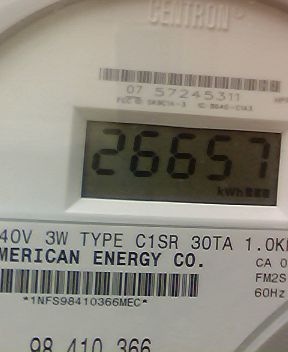 CENTRON
07 57245311
26657
kWh
40V 3W TYPE C1SR 30TA 1.0K
MERICAN ENERGY CO.
CA 0
FM2S
60Hz
*1NFS98410366MEC*
98 410 366